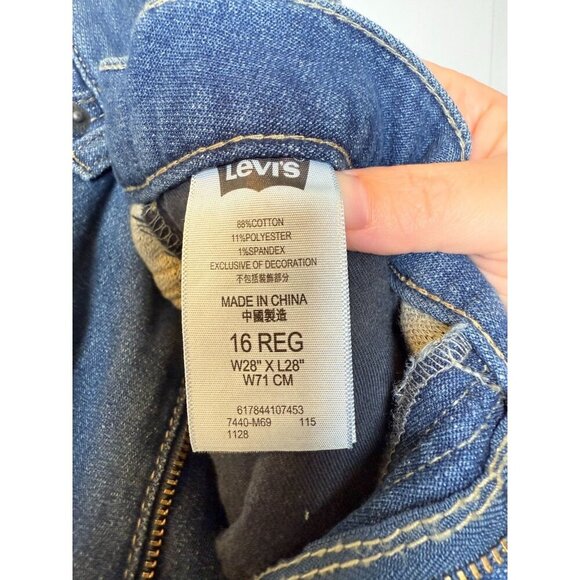 Levi's
88%COTTON
11%POLYESTER
1%SPANDEX
EXCLUSIVE OF DECORATION
不包括裝飾部分
MADE IN CHINA
中國製造
16 REG
W28" X L28"
W71 CM
617844107453
7440-M69 115
1128